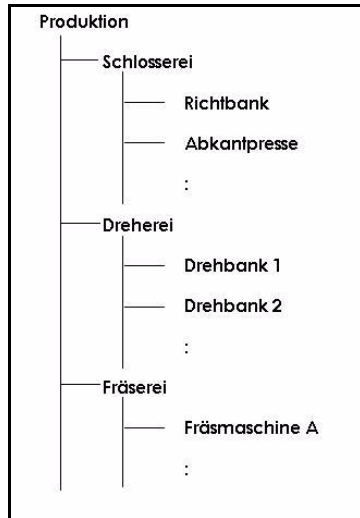 Produktion
Schlosserei
Richtbank
Abkantpresse
:
Dreherei
Drehbank 1
Drehbank 2
:
Fräserei
Fräsmaschine A
: